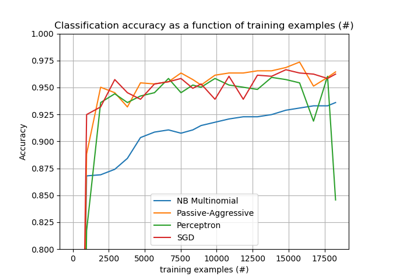 Classification accuracy as a function of training examples (#)
1.000
0.975
0.950
0.925
0.900
0.875
0.850
0.825
0.800
Accuracy
NB Multinomial
Passive-Aggressive
Perceptron
SGD
0 2500 5000 7500 10000 12500 15000 17500
training examples (#)